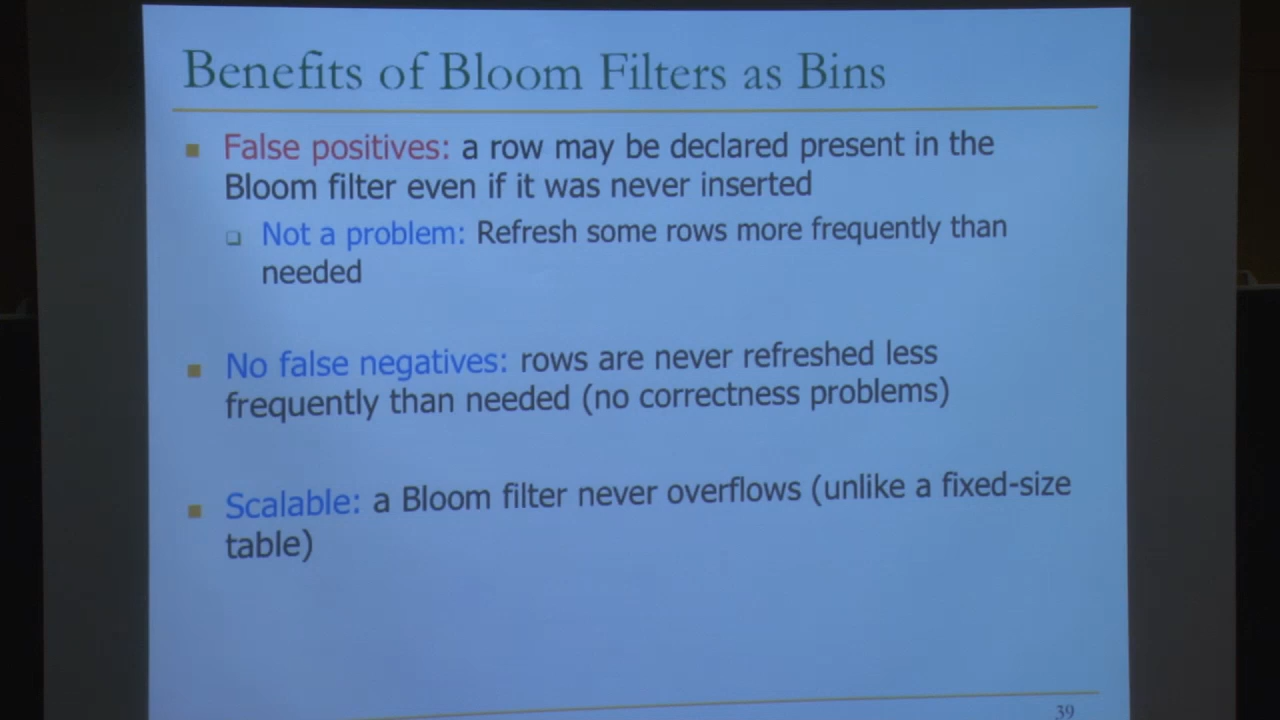 Benefits of Bloom Filters as Bins
False positives: a row may be declared present in the
Bloom filter even if it was never inserted
Not a problem: Refresh some rows more frequently than
needed
No false negatives: rows are never refreshed less
frequently than needed (no correctness problems)
Scalable: a Bloom filter never overflows (unlike a fixed-size
table)
39